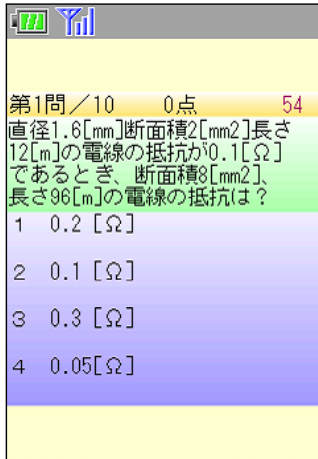 第1問／10　0点　54
直径1.6[mm]断面積2[mm2]長さ
12[m]の電線の抵抗が0.1[Ω]
であるとき、断面積8[mm2]、
長さ96[m]の電線の抵抗は？
1 0.2 [Ω]
2 0.1 [Ω]
3 0.3 [Ω]
4 0.05[Ω]